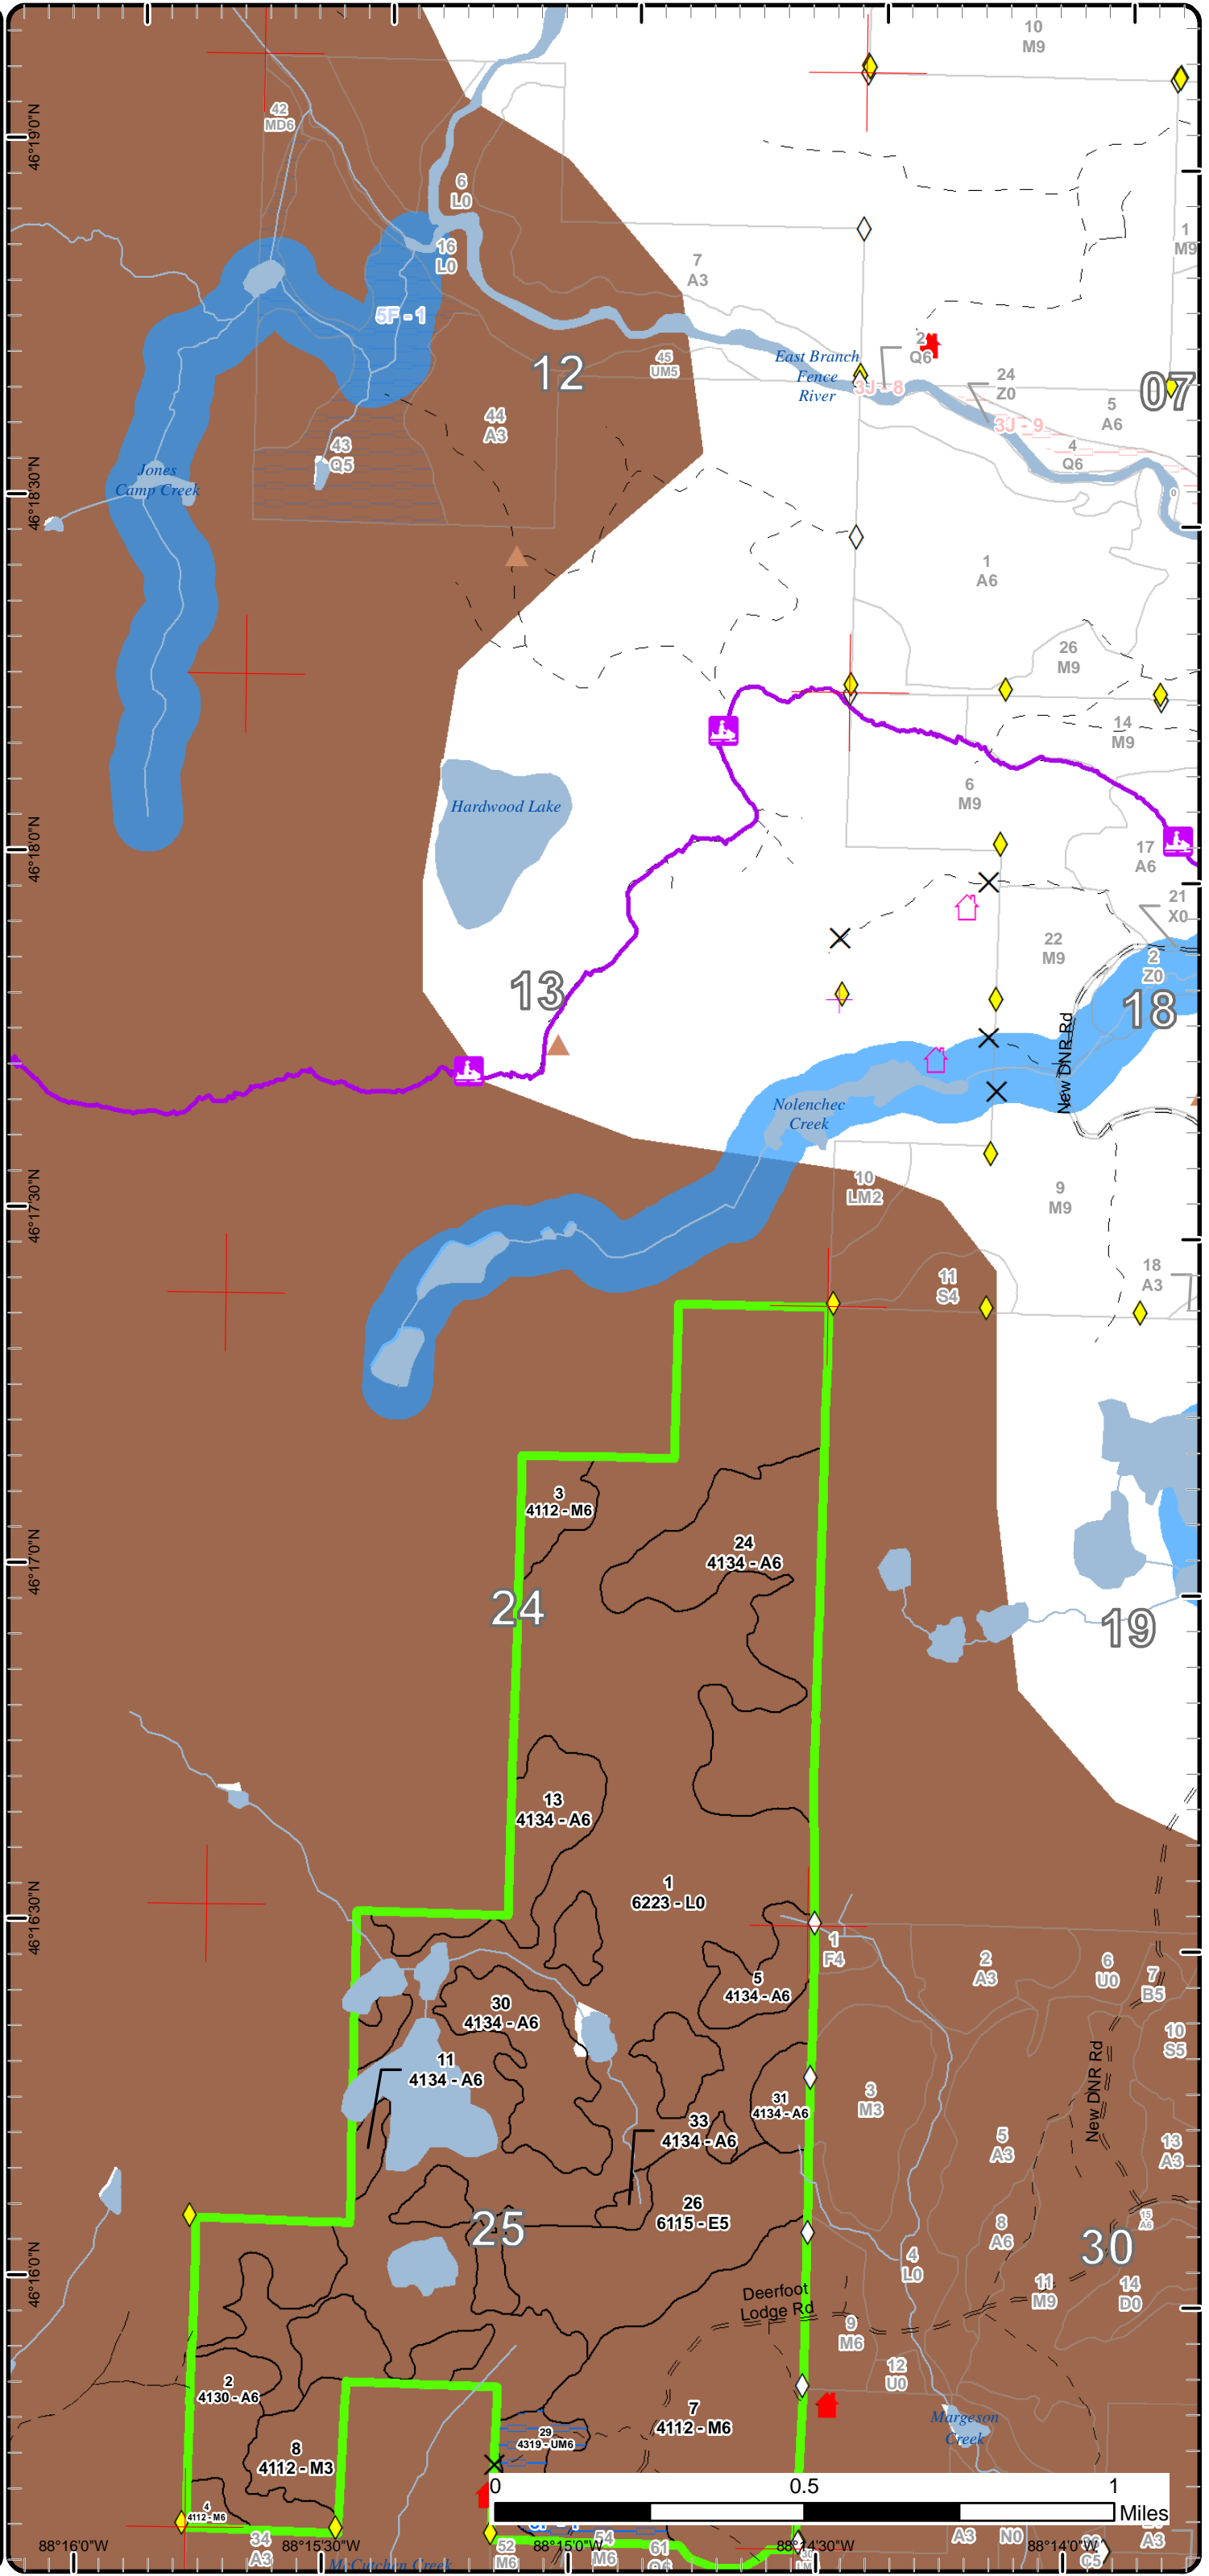 10
M9
46°19'0"N
42
MD6
6
L0
16
L0
1
M9
7
A3
5F - 1
12
45
UM5
East Branch
Fence
River
2
Q6
3J - 8
24
Z0
07
5
A6
3J - 9
4
Q6
44
A3
43
Q5
Jones
Camp Creek
46°18'30"N
0
1
A6
26
M9
14
M9
6
M9
Hardwood Lake
46°18'0"N
17
A6
21
X0
22
M9
2
Z0
13
18
New DNR Rd
Nolenchec
Creek
10
LM2
9
M9
46°17'30"N
11
S4
18
A3
3
4112 - M6
24
4134 - A6
46°17'0"N
24
19
13
4134 - A6
1
6223 - L0
46°16'30"N
1
F4
2
A3
6
U0
7
B5
5
4134 - A6
30
4134 - A6
10
S5
11
4134 - A6
31
4134 - A6
3
M3
New DNR Rd
33
4134 - A6
5
A3
13
A3
26
6115 - E5
25
8
A6
15
A6
30
4
L0
46°16'0"N
11
M9
14
D0
Deerfoot
Lodge Rd
9
M6
12
U0
2
4130 - A6
7
4112 - M6
Margeson
Creek
29
4319 - UM6
8
4112 - M3
0
0.5
1
Miles
4
4112 - M6
34
A3
88°16'0"W
88°15'30"W
88°15'0"W
88°14'30"W
88°14'0"W
52
M6
54
M6
61
A3
N0
C5
A3
McCutchen Creek